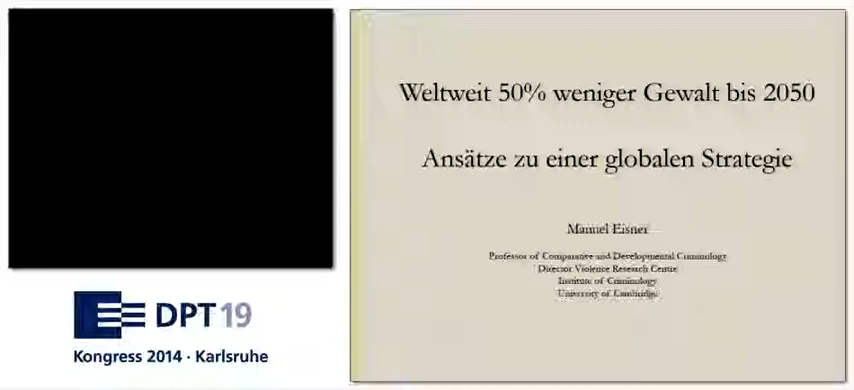 Weltweit 50% weniger Gewalt bis 2050
Ansätze zu einer globalen Strategie
Manuel Eisner
Professor of Comparative and Developmental Criminology
Director Violence Research Centre
Institute of Criminology
University of Cambridge
DPT 19
Kongress 2014 · Karlsruhe